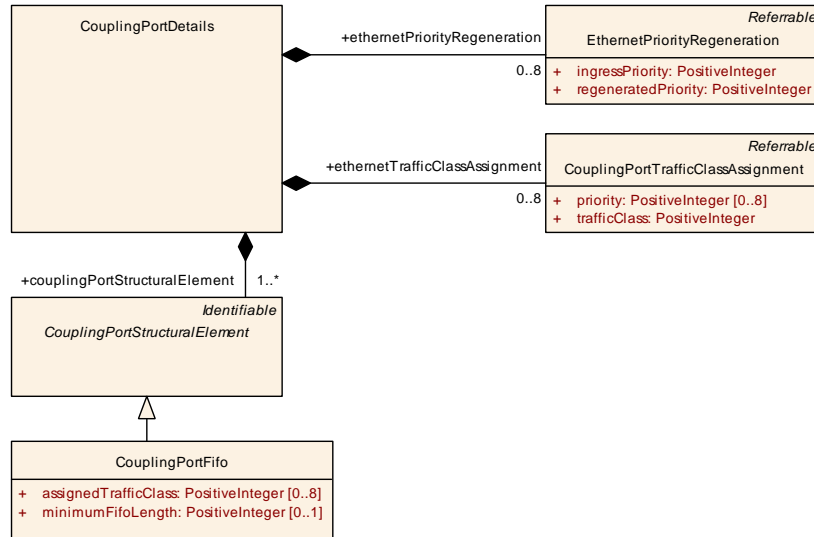 CouplingPortDetails
+ethernetPriorityRegeneration
0..8
Referrable
EthernetPriorityRegeneration
+ ingressPriority: PositiveInteger
+ regeneratedPriority: PositiveInteger
+ethernetTrafficClassAssignment
0..8
Referrable
CouplingPortTrafficClassAssignment
+ priority: PositiveInteger [0..8]
+ trafficClass: PositiveInteger
+couplingPortStructuralElement 1..*
Identifiable
CouplingPortStructuralElement
CouplingPortFifo
+ assignedTrafficClass: PositiveInteger [0..8]
+ minimumFifoLength: PositiveInteger [0..1]